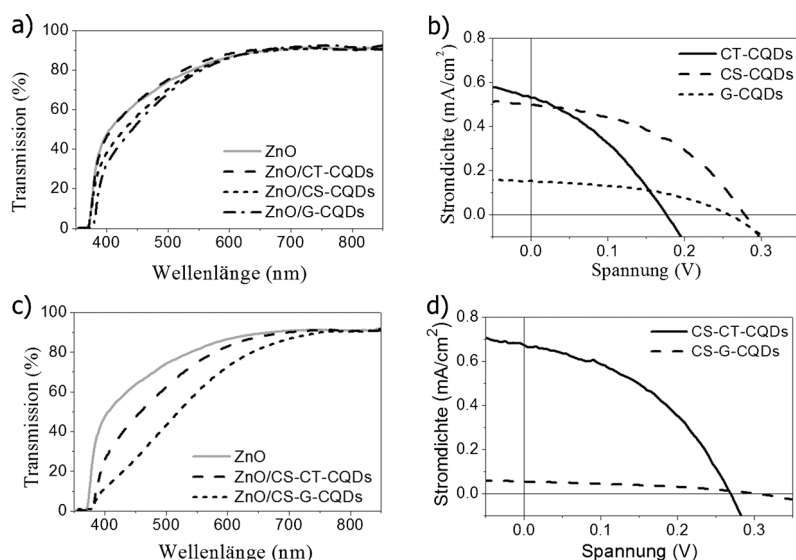 a)
100
80
60
40
20
0
Transmission (%)
ZnO
ZnO/CT-CQDs
ZnO/CS-CQDs
ZnO/G-CQDs
400 500 600 700 800
Wellenlänge (nm)
b)
0.8
0.6
0.4
0.2
0.0
Stromdichte (mA/cm²)
CT-CQDs
CS-CQDs
G-CQDs
0.0 0.1 0.2 0.3
Spannung (V)
c)
100
80
60
40
20
0
Transmission (%)
ZnO
ZnO/CS-CT-CQDs
ZnO/CS-G-CQDs
400 500 600 700 800
Wellenlänge (nm)
d)
0.8
0.6
0.4
0.2
0.0
Stromdichte (mA/cm²)
CS-CT-CQDs
CS-G-CQDs
0.0 0.1 0.2 0.3
Spannung (V)